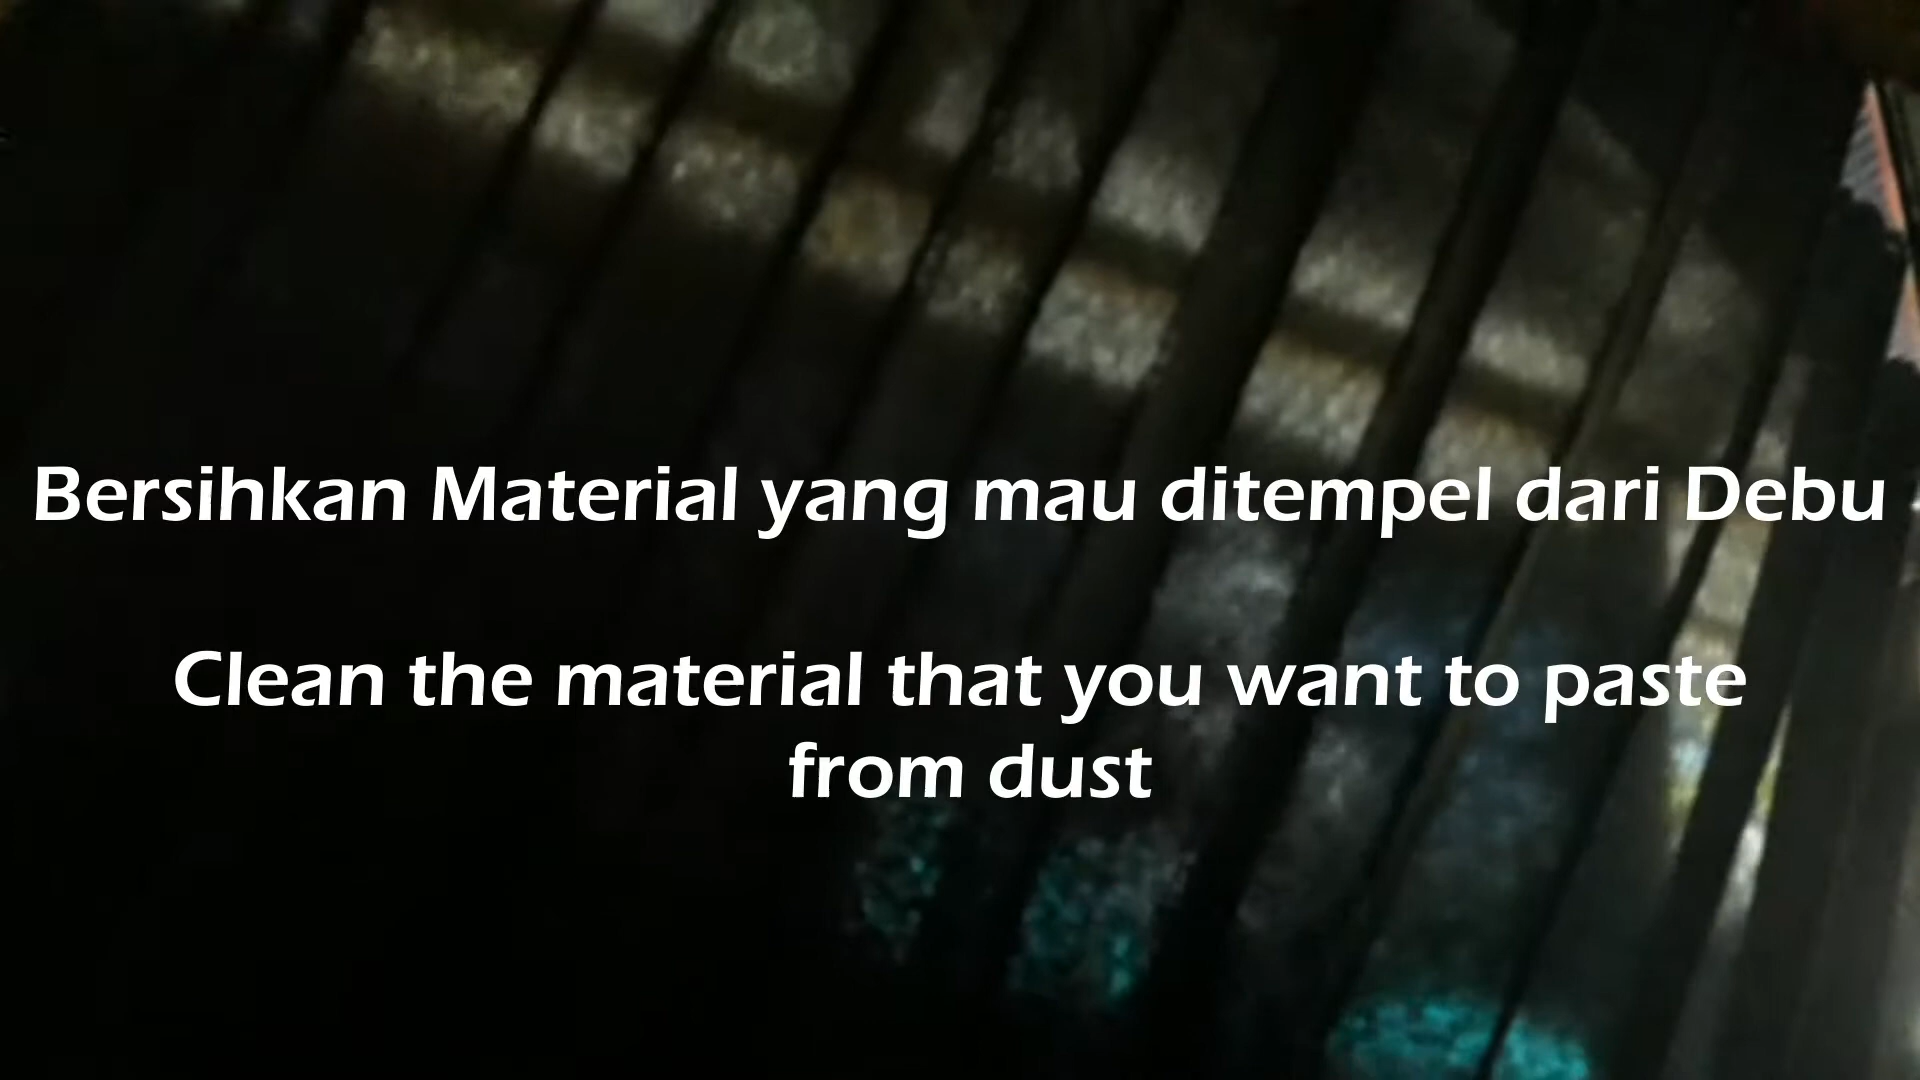 Bersihkan Material yang mau ditempel dari Debu
Clean the material that you want to paste
from dust